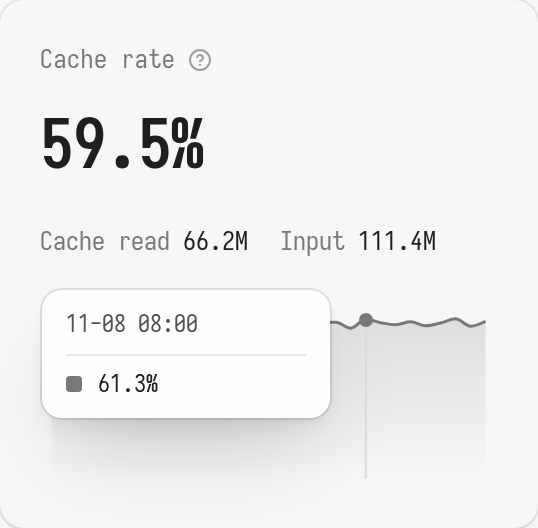 Cache rate ?
59.5%
Cache read 66.2M Input 111.4M
11-08 08:00
61.3%